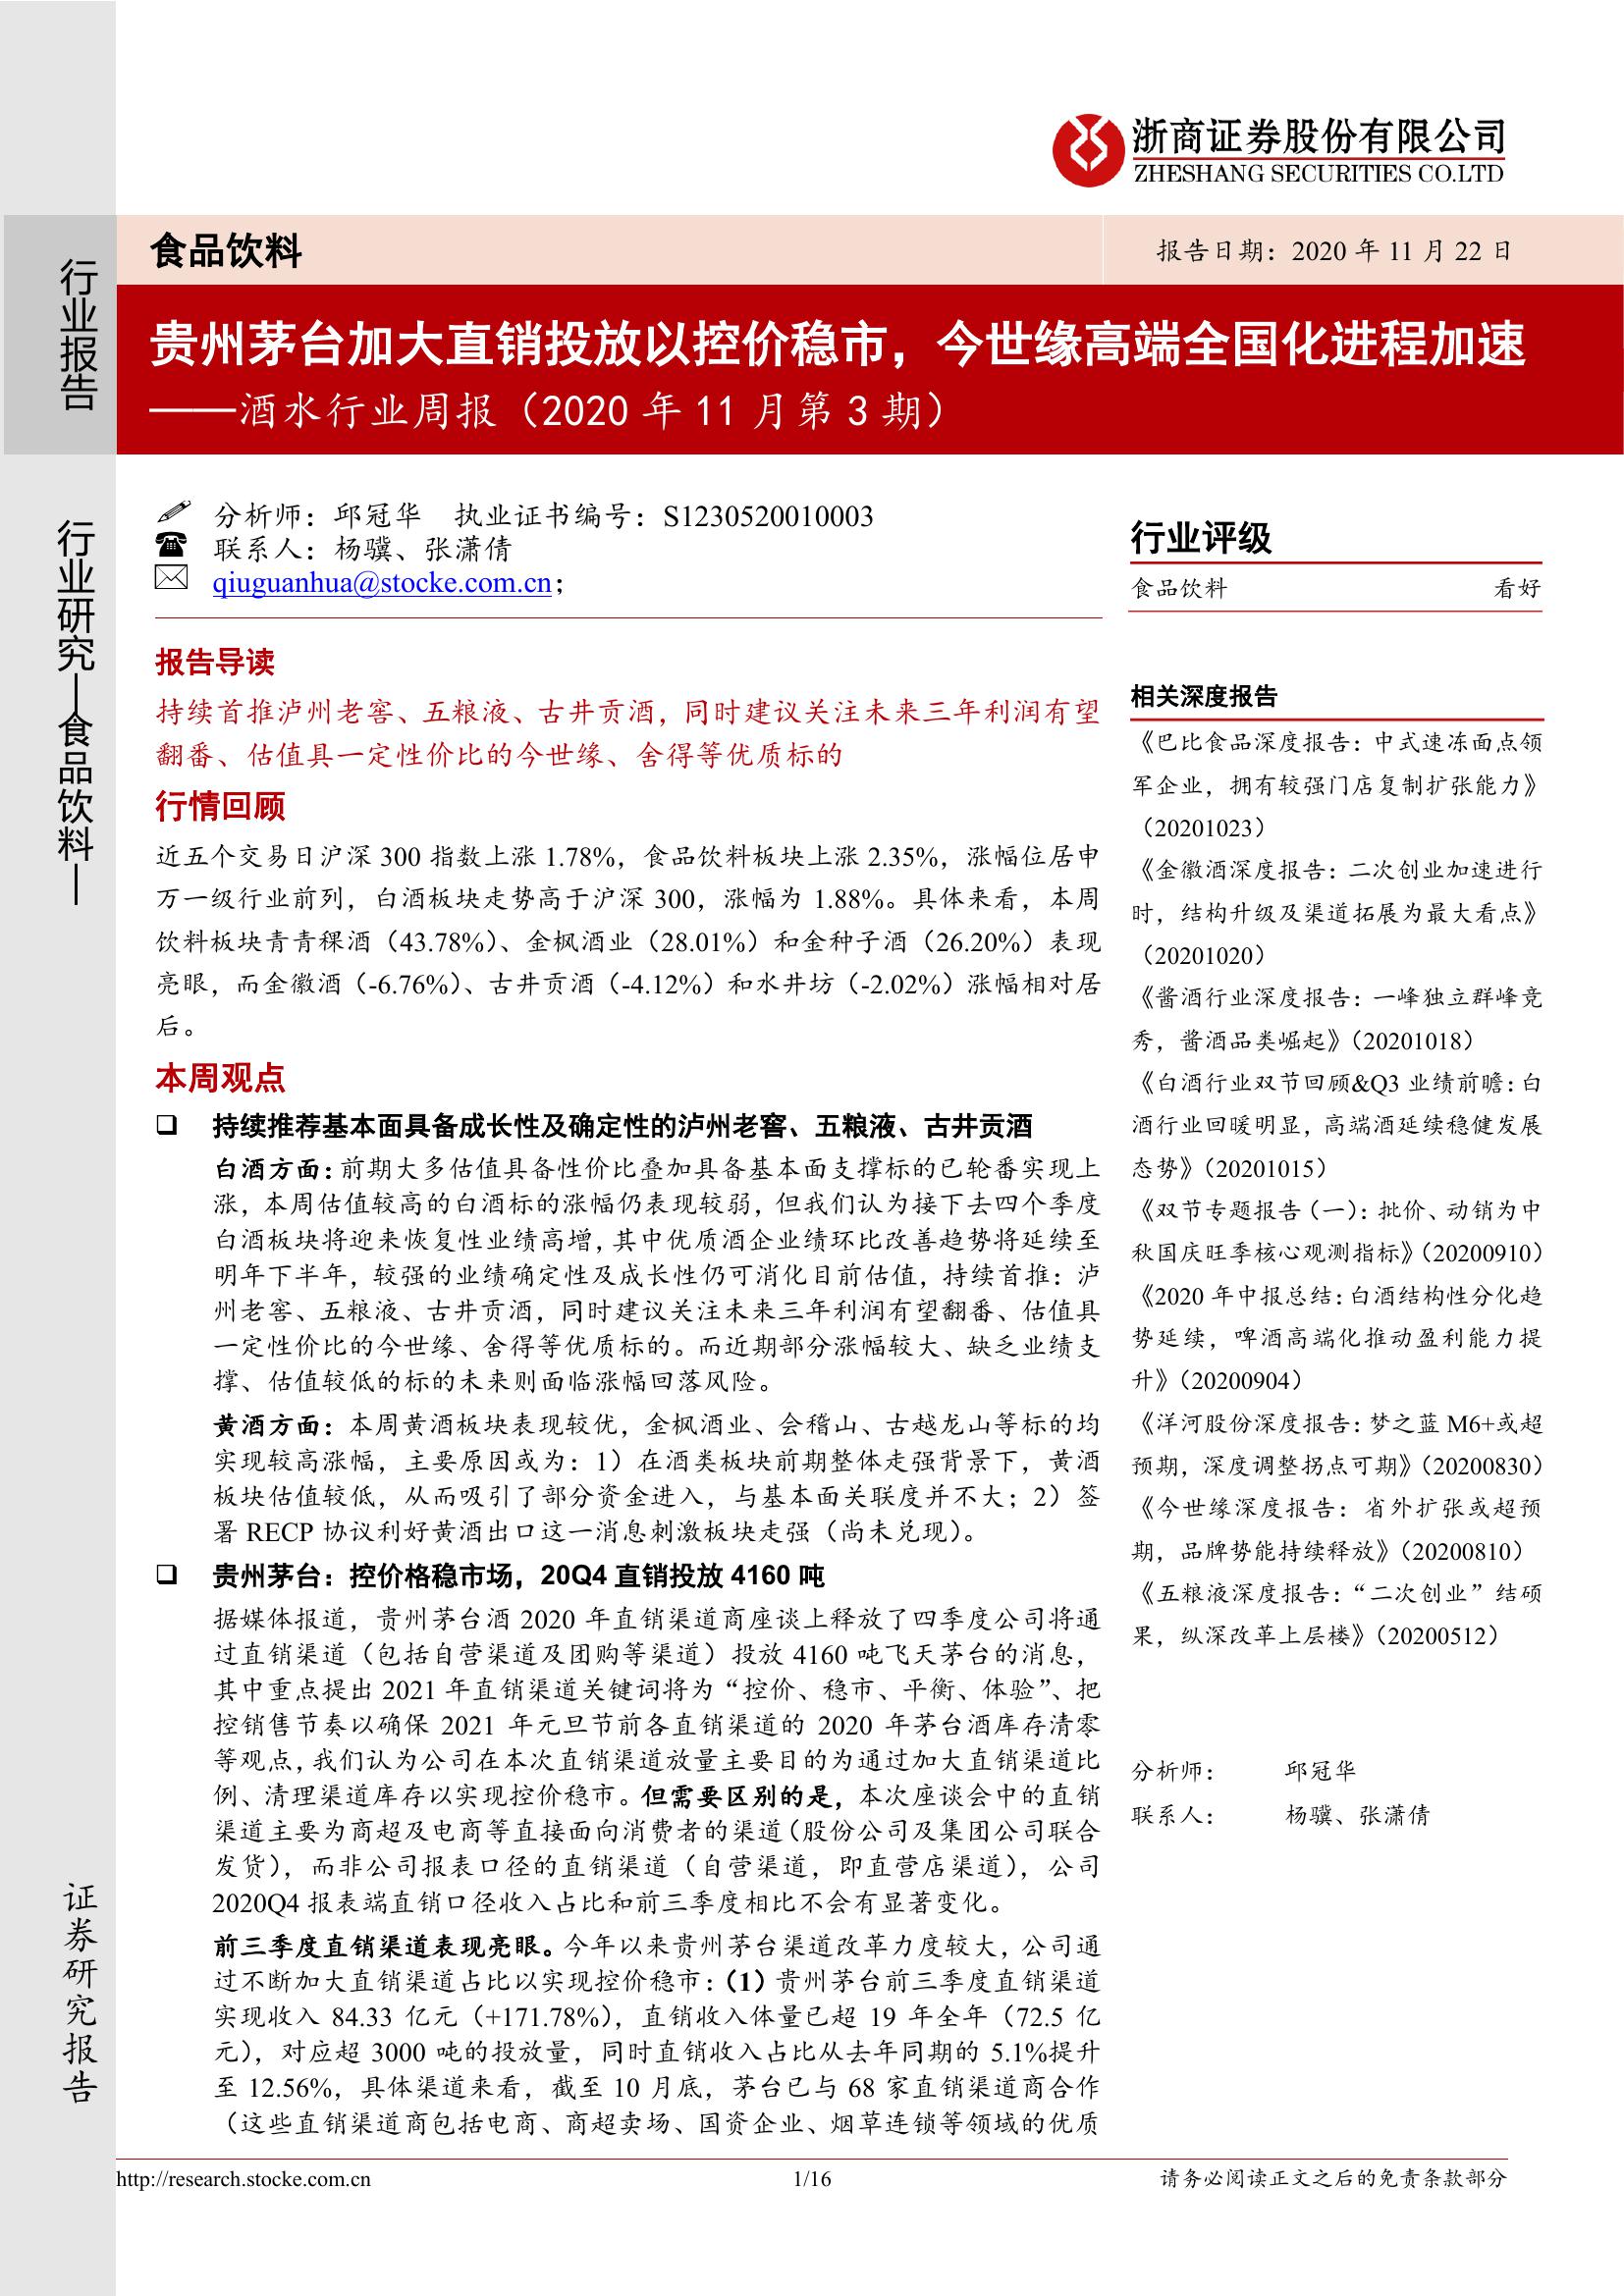 浙商证券股份有限公司
ZHESHANG SECURITIES CO.LTD
行业报告
行业研究—食品饮料—
证券研究报告
食品饮料
报告日期：2020 年 11 月 22 日
贵州茅台加大直销投放以控价稳市，今世缘高端全国化进程加速
——酒水行业周报（2020 年 11 月第 3 期）
分析师：邱冠华 执业证书编号：S1230520010003
联系人：杨骥、张潇倩
qiuguanhua@stocke.com.cn；
报告导读
持续首推泸州老窖、五粮液、古井贡酒，同时建议关注未来三年利润有望
翻番、估值具一定性价比的今世缘、舍得等优质标的
行情回顾
近五个交易日沪深 300 指数上涨 1.78%，食品饮料板块上涨 2.35%，涨幅位居申
万一级行业前列，白酒板块走势高于沪深 300，涨幅为 1.88%。具体来看，本周
饮料板块青青稞酒（43.78%）、金枫酒业（28.01%）和金种子酒（26.20%）表现
亮眼，而金徽酒（-6.76%）、古井贡酒（-4.12%）和水井坊（-2.02%）涨幅相对居
后。
本周观点
❑ 持续推荐基本面具备成长性及确定性的泸州老窖、五粮液、古井贡酒
白酒方面：前期大多估值具备性价比叠加具备基本面支撑标的已轮番实现上
涨，本周估值较高的白酒标的涨幅仍表现较弱，但我们认为接下去四个季度
白酒板块将迎来恢复性业绩高增，其中优质酒企业绩环比改善趋势将延续至
明年下半年，较强的业绩确定性及成长性仍可消化目前估值，持续首推：泸
州老窖、五粮液、古井贡酒，同时建议关注未来三年利润有望翻番、估值具
一定性价比的今世缘、舍得等优质标的。而近期部分涨幅较大、缺乏业绩支
撑、估值较低的标的未来则面临涨幅回落风险。
黄酒方面：本周黄酒板块表现较优，金枫酒业、会稽山、古越龙山等标的均
实现较高涨幅，主要原因或为：1）在酒类板块前期整体走强背景下，黄酒
板块估值较低，从而吸引了部分资金进入，与基本面关联度并不大；2）签
署 RECP 协议利好黄酒出口这一消息刺激板块走强（尚未兑现）。
❑ 贵州茅台：控价格稳市场，20Q4 直销投放 4160 吨
据媒体报道，贵州茅台酒 2020 年直销渠道商座谈上释放了四季度公司将通
过直销渠道（包括自营渠道及团购等渠道）投放 4160 吨飞天茅台的消息，
其中重点提出 2021 年直销渠道关键词将为“控价、稳市、平衡、体验”、把
控销售节奏以确保 2021 年元旦节前各直销渠道的 2020 年茅台酒库存清零
等观点，我们认为公司在本次直销渠道放量主要目的为通过加大直销渠道比
例、清理渠道库存以实现控价稳市。但需要区别的是，本次座谈会中的直销
渠道主要为商超及电商等直接面向消费者的渠道（股份公司及集团公司联合
发货），而非公司报表口径的直销渠道（自营渠道，即直营店渠道），公司
2020Q4 报表端直销口径收入占比和前三季度相比不会有显著变化。
前三季度直销渠道表现亮眼。今年以来贵州茅台渠道改革力度较大，公司通
过不断加大直销渠道占比以实现控价稳市：（1）贵州茅台前三季度直销渠道
实现收入 84.33 亿元（+171.78%），直销收入体量已超 19 年全年（72.5 亿
元），对应超 3000 吨的投放量，同时直销收入占比从去年同期的 5.1%提升
至 12.56%，具体渠道来看，截至 10 月底，茅台已与 68 家直销渠道商合作
（这些直销渠道商包括电商、商超卖场、国资企业、烟草连锁等领域的优质
行业评级
食品饮料 看好
相关深度报告
《巴比食品深度报告：中式速冻面点领
军企业，拥有较强门店复制扩张能力》
（20201023）
《金徽酒深度报告：二次创业加速进行
时，结构升级及渠道拓展为最大看点》
（20201020）
《酱酒行业深度报告：一峰独立群峰竞
秀，酱酒品类崛起》（20201018）
《白酒行业双节回顾&Q3 业绩前瞻：白
酒行业回暖明显，高端酒延续稳健发展
态势》（20201015）
《双节专题报告（一）：批价、动销为中
秋国庆旺季核心观测指标》（20200910）
《2020 年中报总结：白酒结构性分化趋
势延续，啤酒高端化推动盈利能力提
升》（20200904）
《洋河股份深度报告：梦之蓝 M6+或超
预期，深度调整拐点可期》（20200830）
《今世缘深度报告：省外扩张或超预
期，品牌势能持续释放》（20200810）
《五粮液深度报告：“二次创业”结硕
果，纵深改革上层楼》（20200512）
分析师： 邱冠华
联系人： 杨骥、张潇倩
http://research.stocke.com.cn
1/16
请务必阅读正文之后的免责条款部分